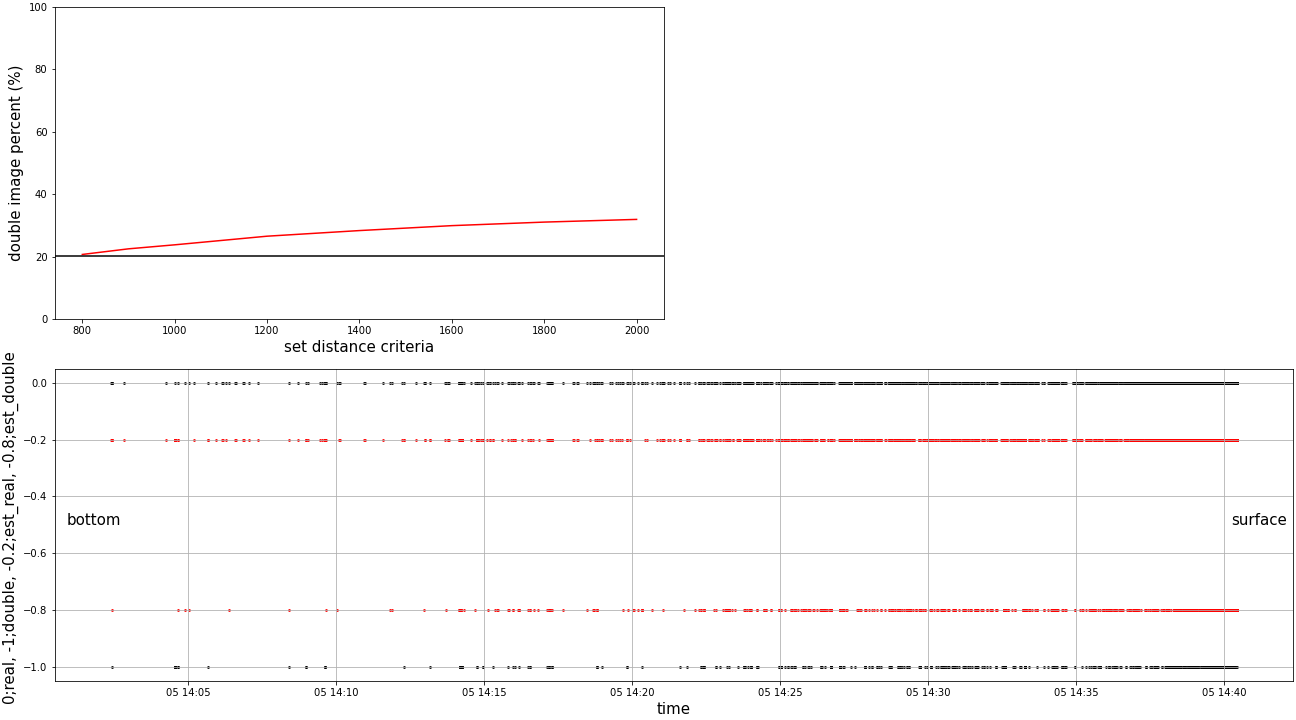 100
80
60
40
20
0
double image percent (%)
800 1000 1200 1400 1600 1800 2000
set distance criteria
0.0
−0.2
−0.4
−0.6
−0.8
−1.0
0;real, -1;double, -0.2;est_real, -0.8;est_double
bottom
surface
05 14:05 05 14:10 05 14:15 05 14:20 05 14:25 05 14:30 05 14:35 05 14:40
time